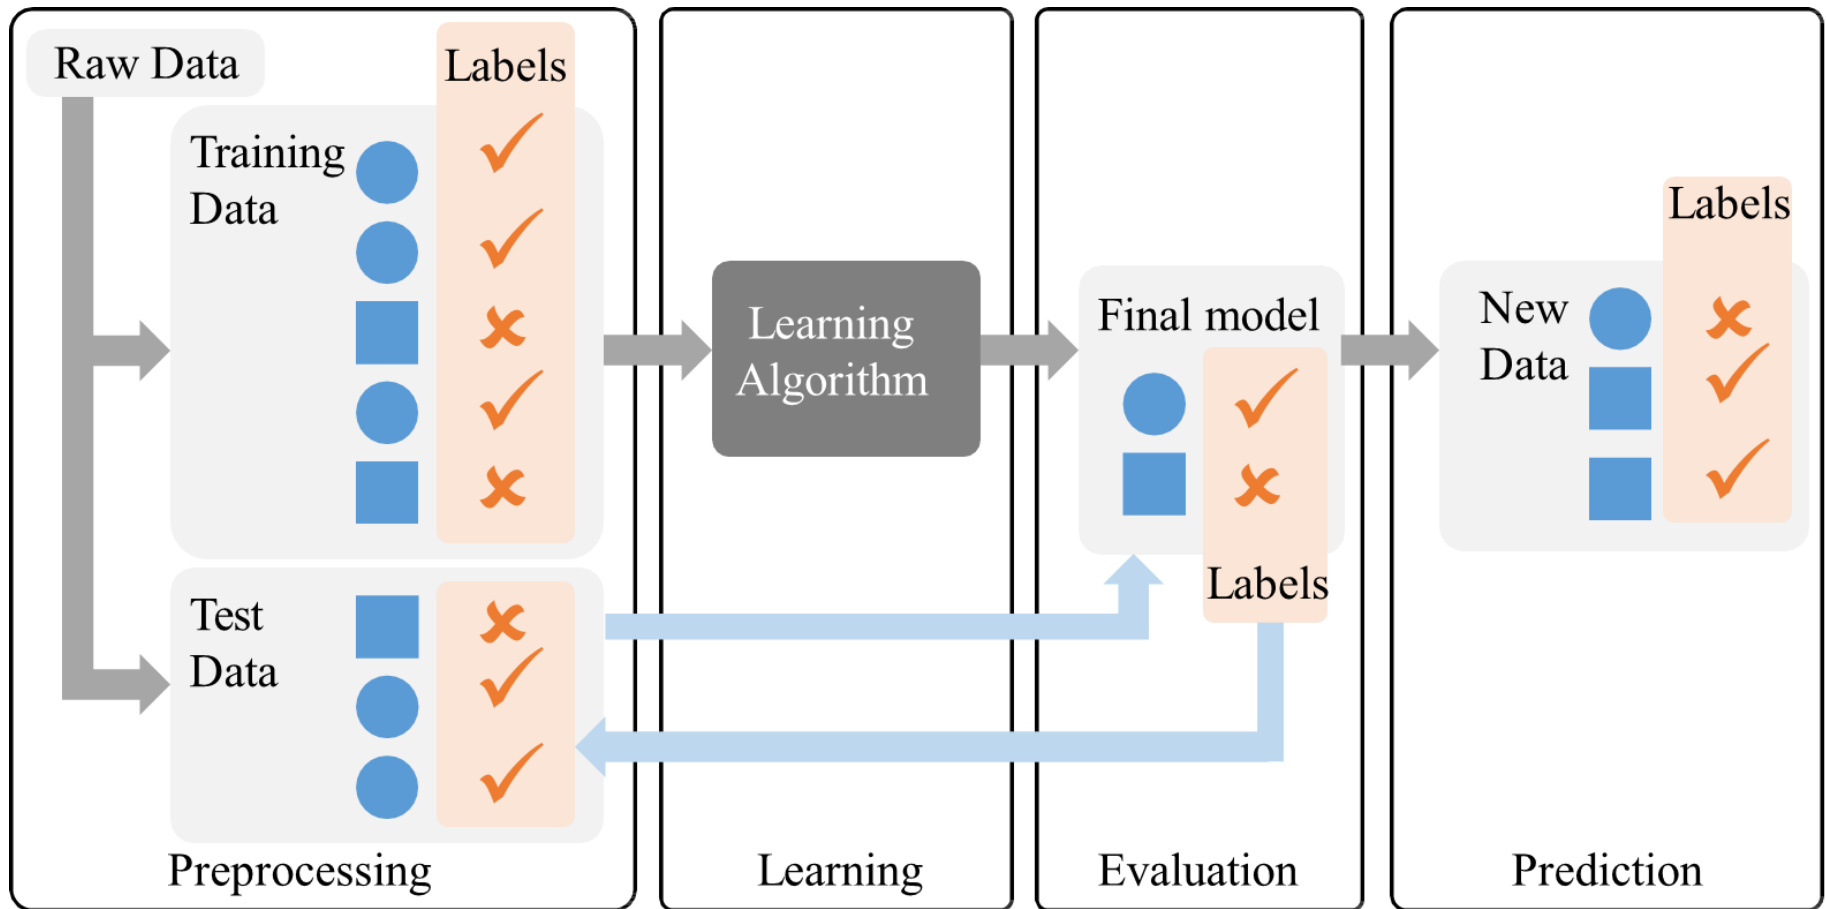 Raw Data
Labels
Training
Data
Test
Data
Preprocessing
Learning
Algorithm
Learning
Final model
Labels
Evaluation
Labels
New
Data
Prediction